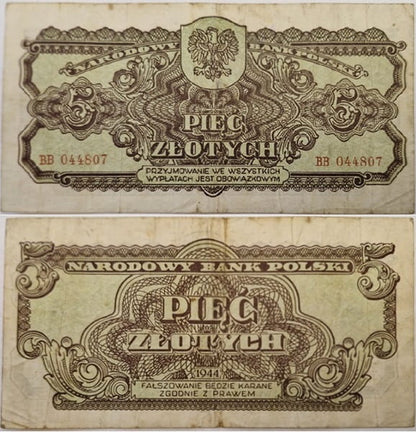 NARODOWY BANK POLSKI
5 PIĘĆ 5
ZŁOTYCH
BB 044807 BB 044807
PRZYJMOWANIE WE WSZYSTKICH
WYPŁATACH JEST OBOWIĄZKOWYM
5 NARODOWY BANK POLSKI 5
PIĘĆ
ZŁOTYCH
1944
FAŁSZOWANIE BĘDZIE KARANE
ZGODNIE Z PRAWEM